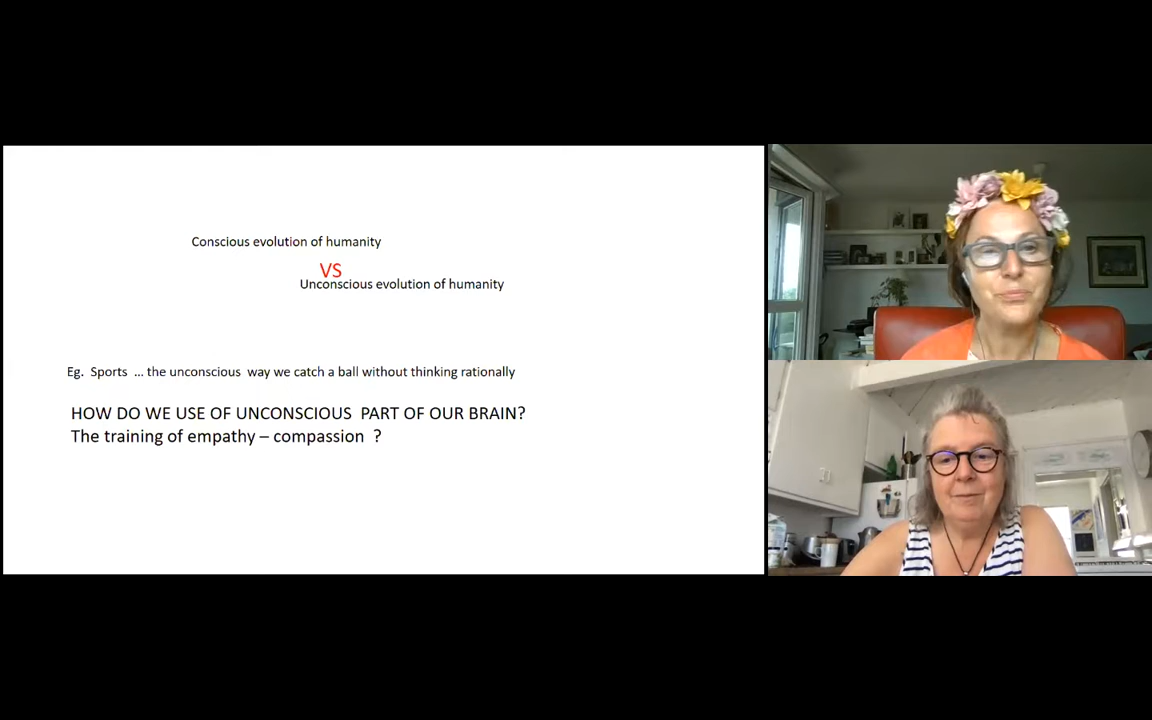 Conscious evolution of humanity
VS
Unconscious evolution of humanity
Eg.  Sports  ... the unconscious  way we catch a ball without thinking rationally
HOW DO WE USE OF UNCONSCIOUS  PART OF OUR BRAIN?
The training of empathy – compassion  ?